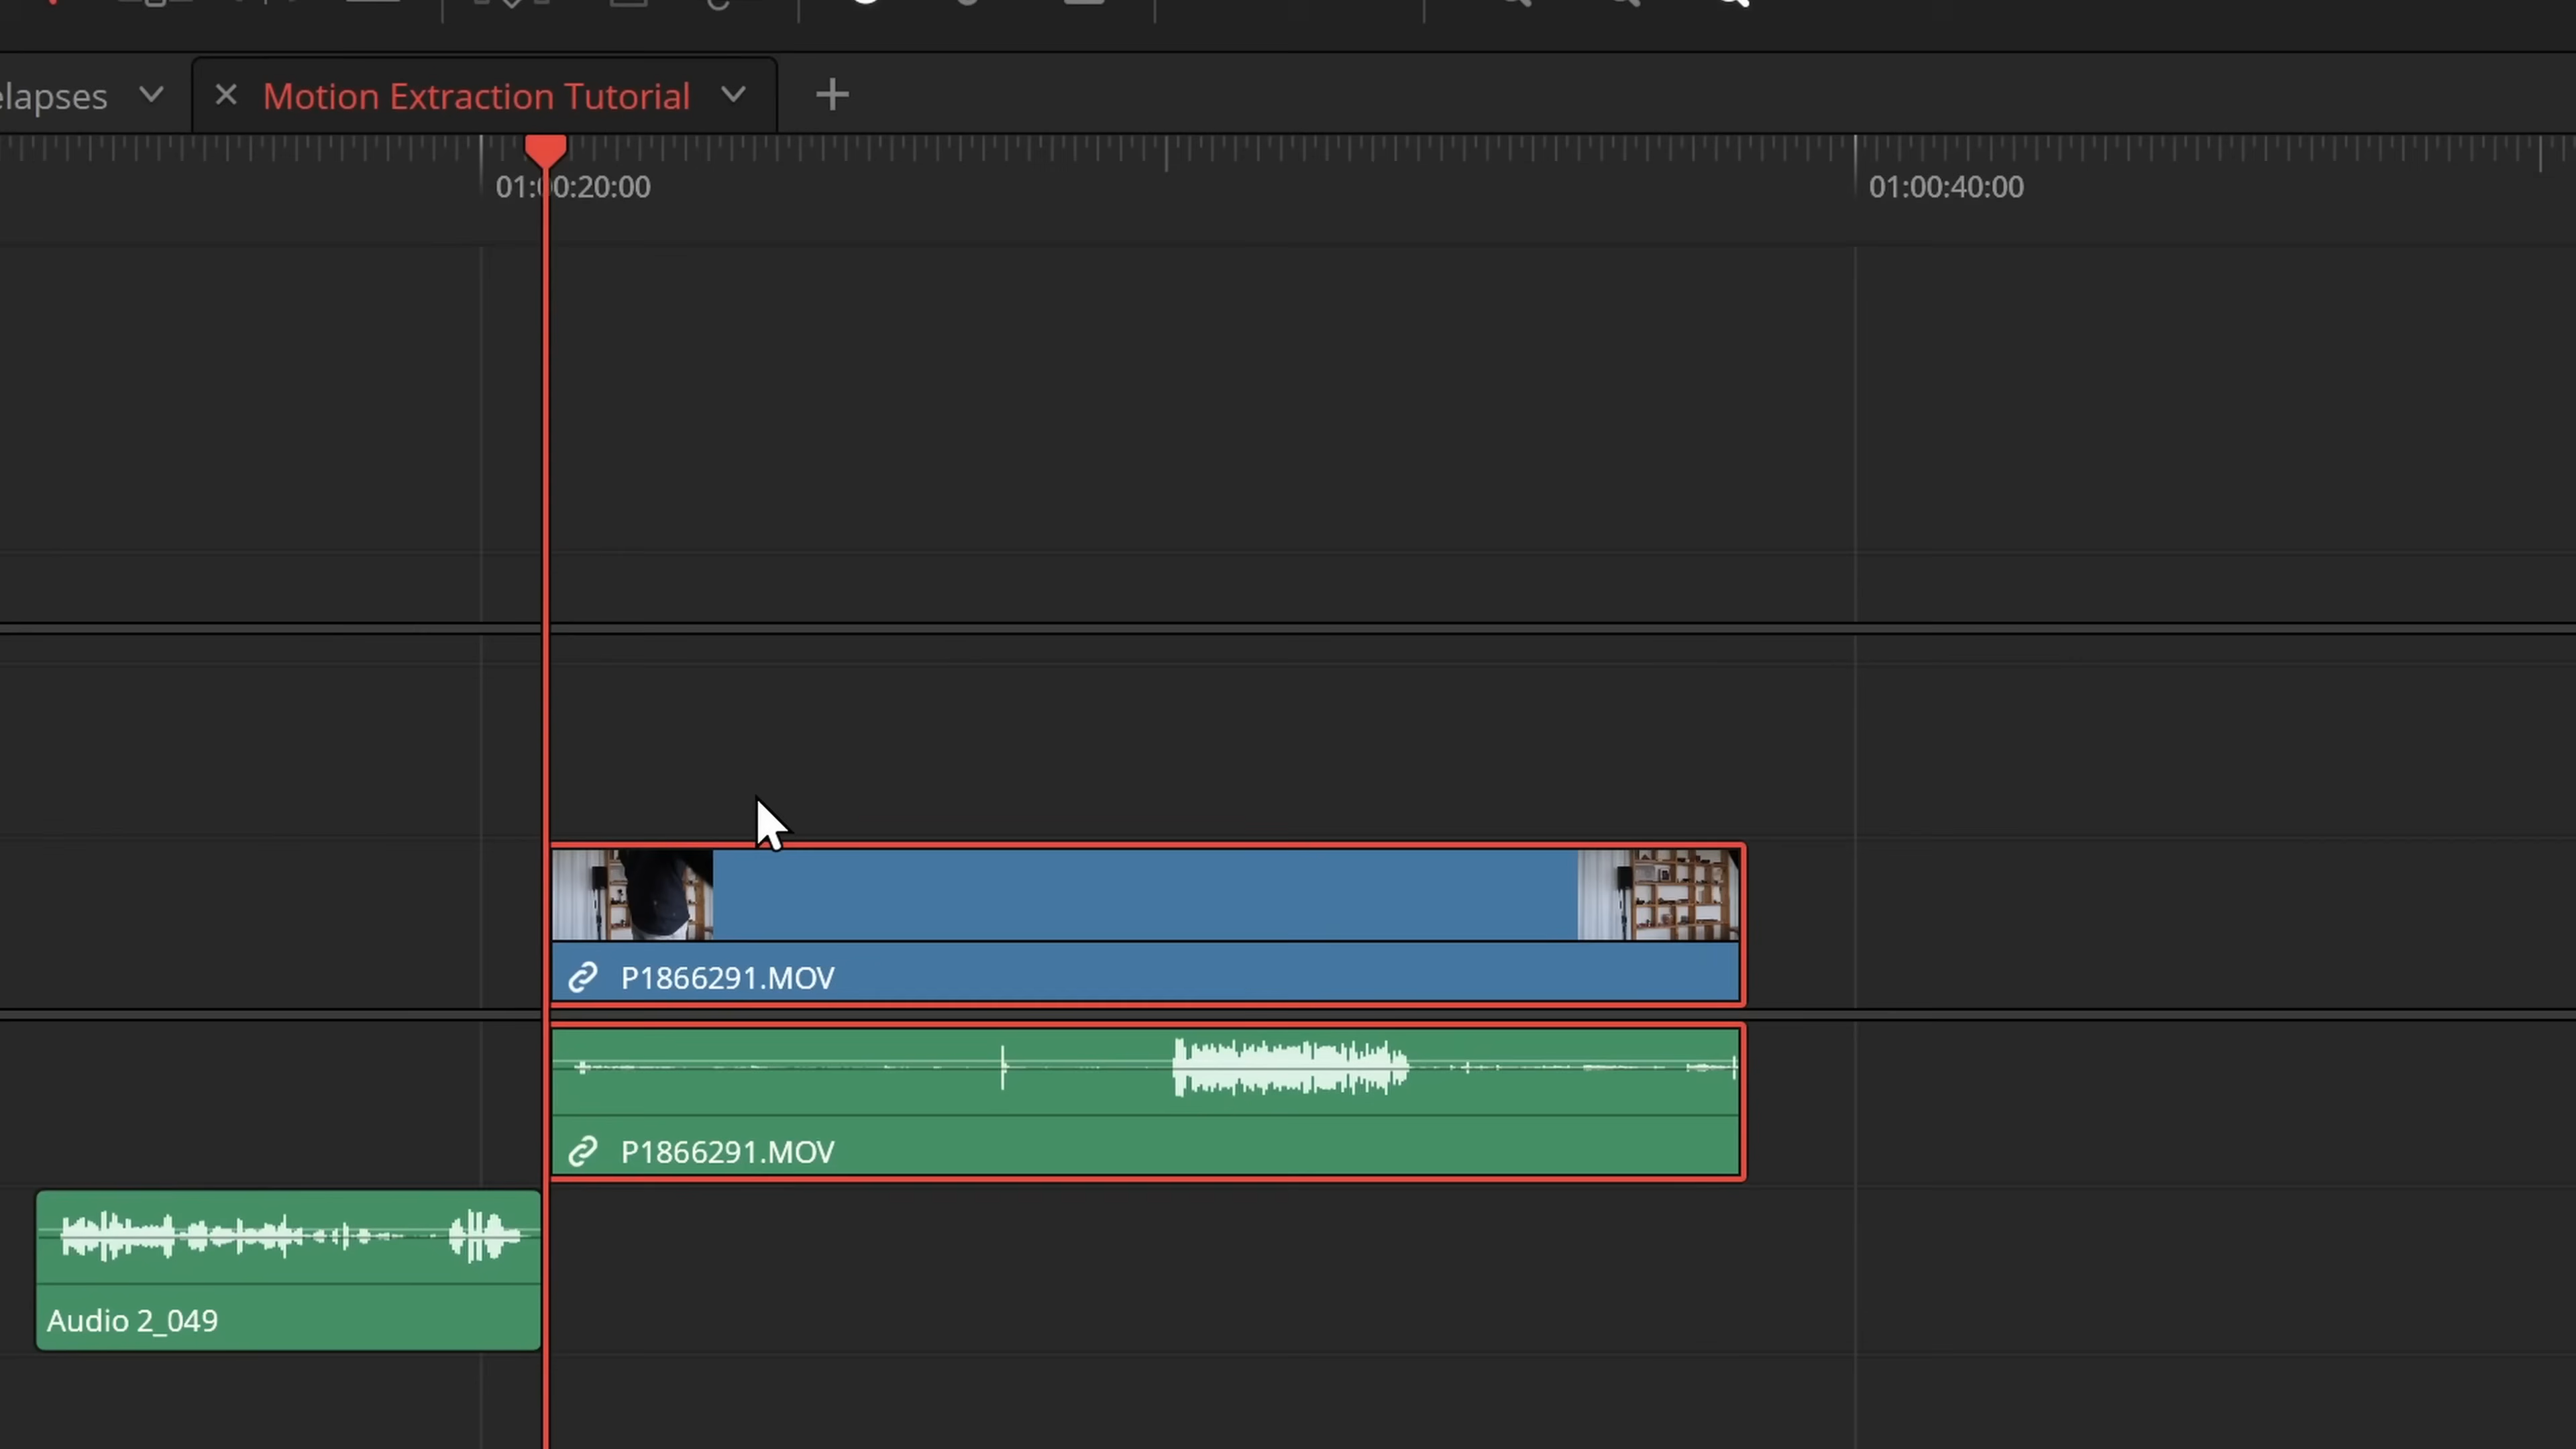 elapses
Motion Extraction Tutorial
01:00:20:00
01:00:40:00
P1866291.MOV
P1866291.MOV
Audio 2_049